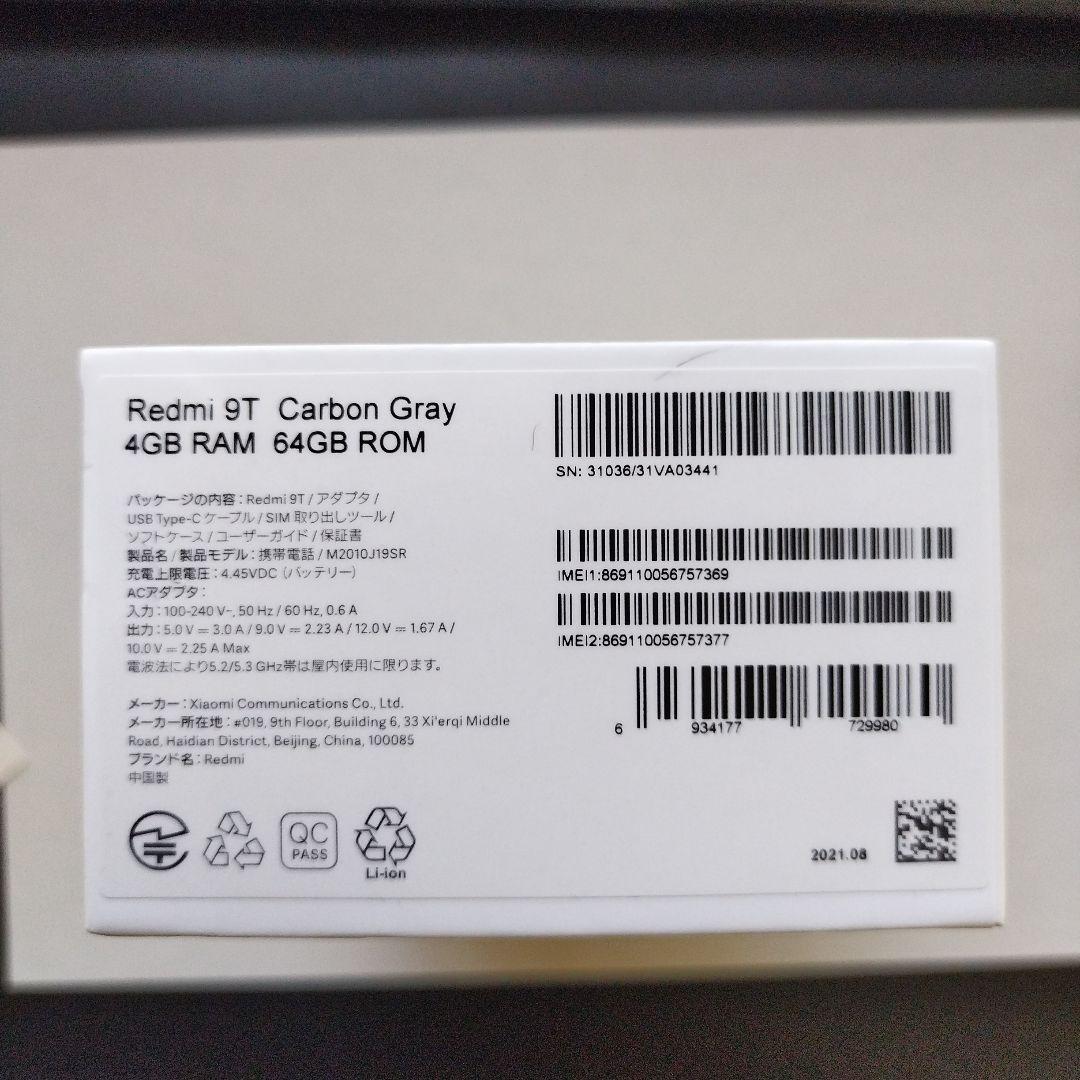 Redmi 9T Carbon Gray
4GB RAM 64GB ROM
パッケージの内容：Redmi 9T / アダプタ /
USB Type-C ケーブル / SIM 取り出しツール /
ソフトケース / ユーザーガイド / 保証書
製品名 / 製品モデル：携帯電話 / M2010J19SR
充電上限電圧：4.45VDC (バッテリー)
ACアダプタ：
入力：100-240 V~, 50 Hz / 60 Hz, 0.6 A
出力：5.0 V ⎓ 3.0 A / 9.0 V ⎓ 2.23 A / 12.0 V ⎓ 1.67 A /
10.0 V ⎓ 2.25 A Max
電波法により5.2/5.3 GHz帯は屋内使用に限ります。
メーカー：Xiaomi Communications Co., Ltd.
メーカー所在地：#019, 9th Floor, Building 6, 33 Xi'erqi Middle
Road, Haidian District, Beijing, China, 100085
ブランド名：Redmi
中国製
QC
PASS
Li-ion
SN: 31036/31VA03441
IMEI1:869110056757369
IMEI2:869110056757377
6 934177 729980
2021.08